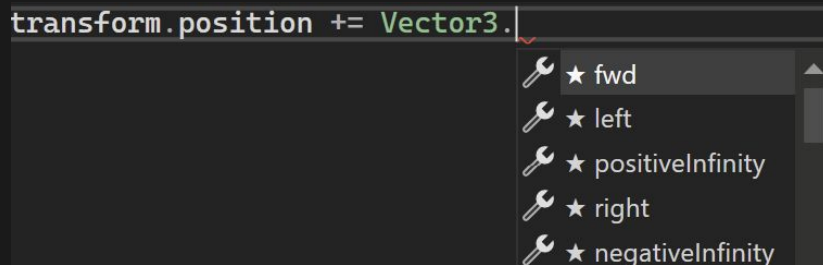 transform.position += Vector3.
★ fwd
★ left
★ positiveInfinity
★ right
★ negativeInfinity